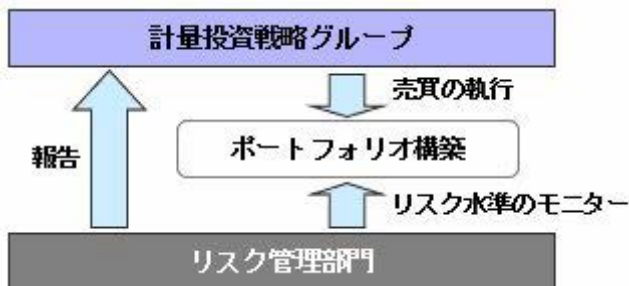 計量投資戦略グループ
売買の執行
報告
ポートフォリオ構築
リスク水準のモニター
リスク管理部門